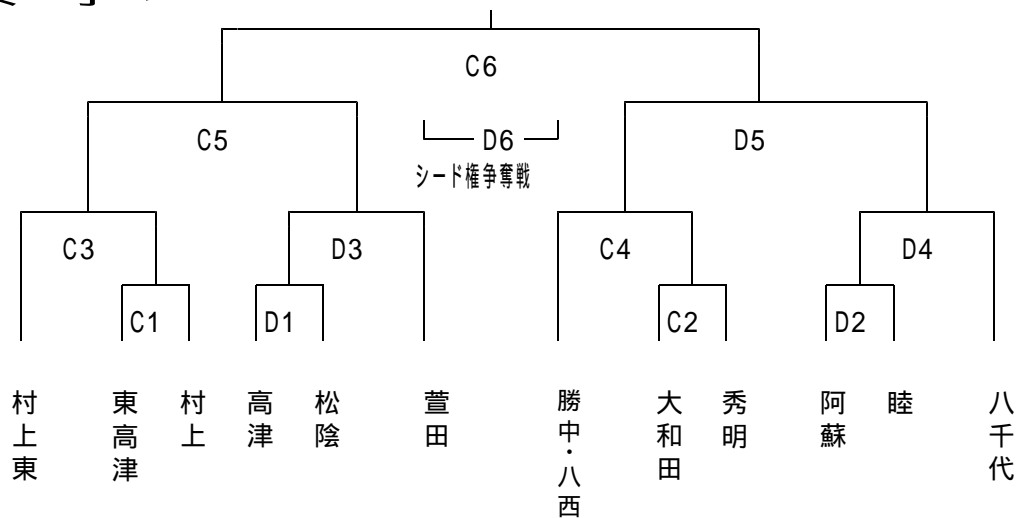 C6
C5
D6
D5
シード権争奪戦
C3
D3
C4
D4
C1
D1
C2
D2
村上東
東高津
村上
高津
松陰
萱田
勝中・八西
大和田
秀明
阿蘇
睦
八千代